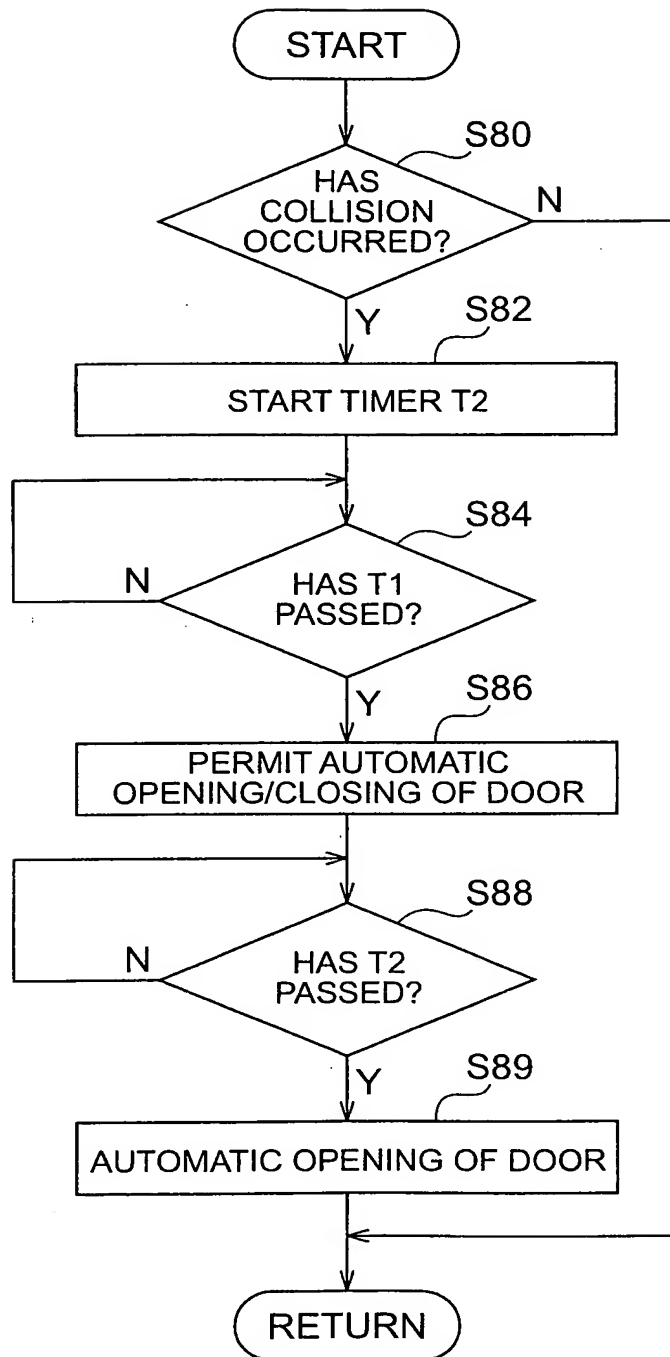 START
S80
HAS
COLLISION
OCCURRED?
N
Y
S82
START TIMER T2
S84
N
HAS T1
PASSED?
Y
S86
PERMIT AUTOMATIC
OPENING/CLOSING OF DOOR
S88
N
HAS T2
PASSED?
Y
S89
AUTOMATIC OPENING OF DOOR
RETURN